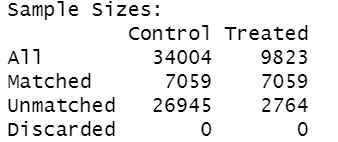 Sample Sizes:
Control Treated
All 34004 9823
Matched 7059 7059
Unmatched 26945 2764
Discarded 0 0